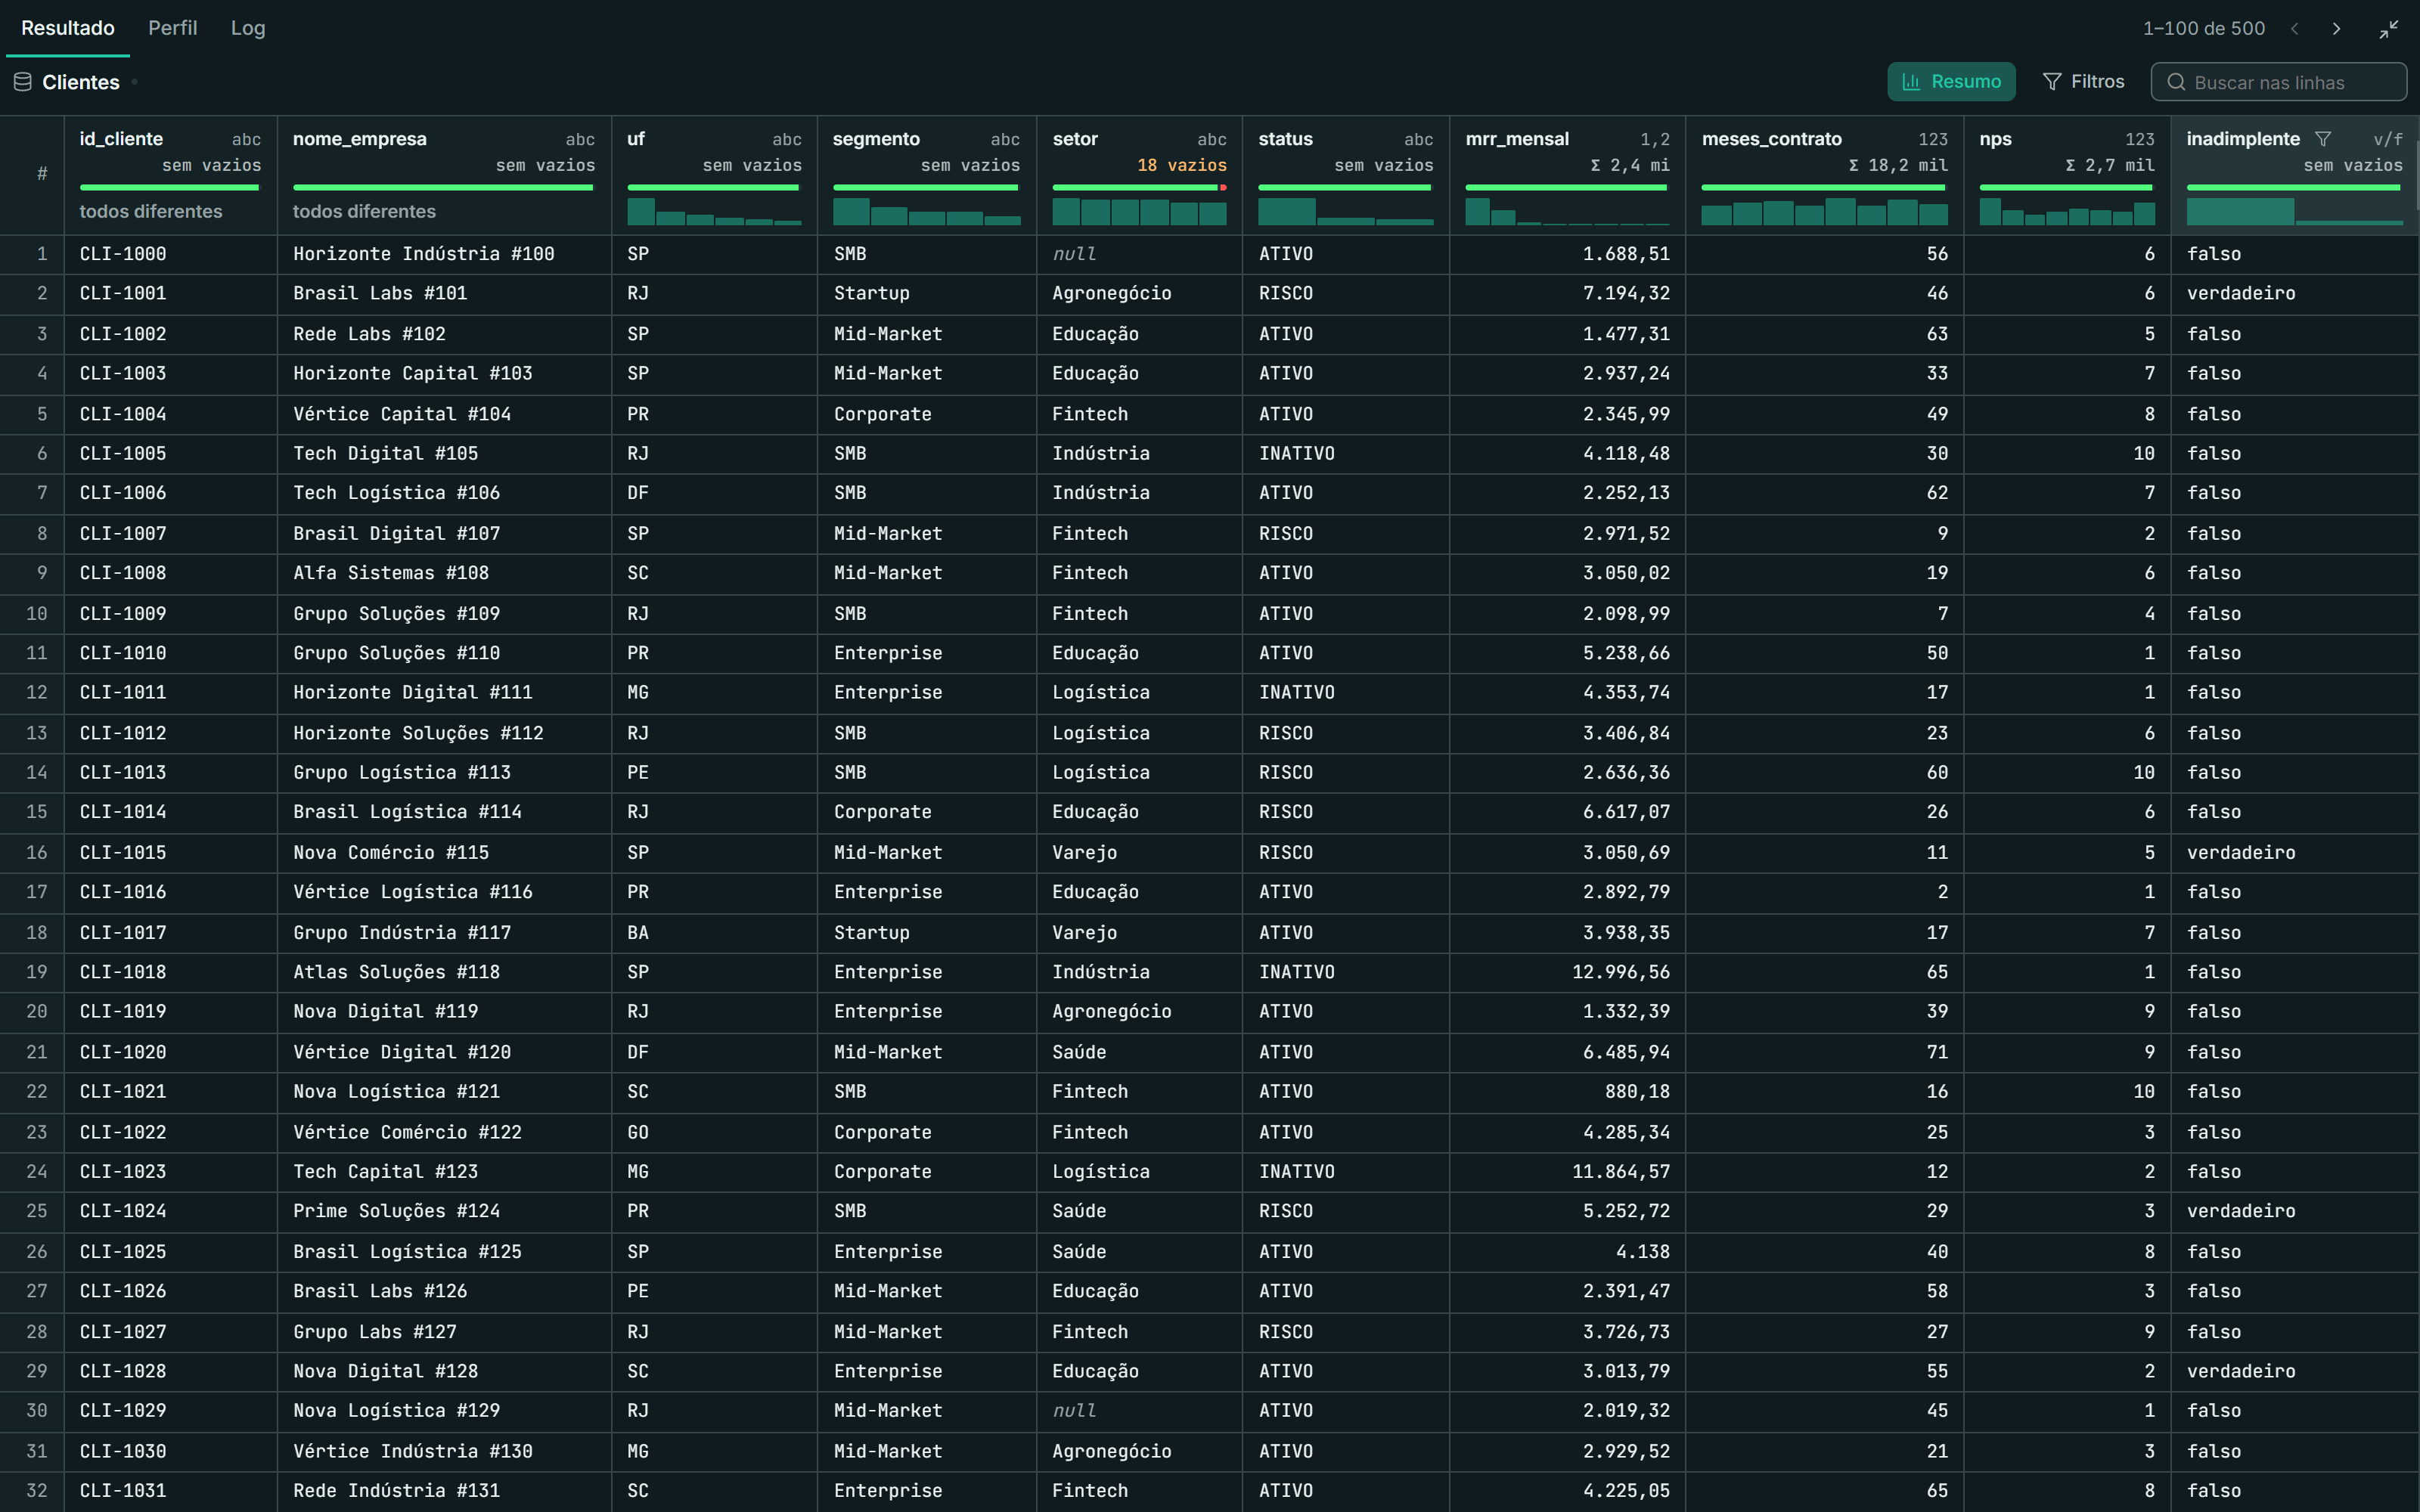 Resultado Perfil Log 1–100 de 500
Clientes Resumo Filtros Buscar nas linhas
# id_cliente abc nome_empresa abc uf abc segmento abc setor abc status abc mrr_mensal 1,2 meses_contrato 123 nps 123 inadimplente v/f
sem vazios sem vazios sem vazios sem vazios 18 vazios sem vazios Σ 2,4 mi Σ 18,2 mil Σ 2,7 mil sem vazios
todos diferentes todos diferentes
1 CLI-1000 Horizonte Indústria #100 SP SMB null ATIVO 1.688,51 56 6 falso
2 CLI-1001 Brasil Labs #101 RJ Startup Agronegócio RISCO 7.194,32 46 6 verdadeiro
3 CLI-1002 Rede Labs #102 SP Mid-Market Educação ATIVO 1.477,31 63 5 falso
4 CLI-1003 Horizonte Capital #103 SP Mid-Market Educação ATIVO 2.937,24 33 7 falso
5 CLI-1004 Vértice Capital #104 PR Corporate Fintech ATIVO 2.345,99 49 8 falso
6 CLI-1005 Tech Digital #105 RJ SMB Indústria INATIVO 4.118,48 30 10 falso
7 CLI-1006 Tech Logística #106 DF SMB Indústria ATIVO 2.252,13 62 7 falso
8 CLI-1007 Brasil Digital #107 SP Mid-Market Fintech RISCO 2.971,52 9 2 falso
9 CLI-1008 Alfa Sistemas #108 SC Mid-Market Fintech ATIVO 3.050,02 19 6 falso
10 CLI-1009 Grupo Soluções #109 RJ SMB Fintech ATIVO 2.098,99 7 4 falso
11 CLI-1010 Grupo Soluções #110 PR Enterprise Educação ATIVO 5.238,66 50 1 falso
12 CLI-1011 Horizonte Digital #111 MG Enterprise Logística INATIVO 4.353,74 17 1 falso
13 CLI-1012 Horizonte Soluções #112 RJ SMB Logística RISCO 3.406,84 23 6 falso
14 CLI-1013 Grupo Logística #113 PE SMB Logística RISCO 2.636,36 60 10 falso
15 CLI-1014 Brasil Logística #114 RJ Corporate Educação RISCO 6.617,07 26 6 falso
16 CLI-1015 Nova Comércio #115 SP Mid-Market Varejo RISCO 3.050,69 11 5 verdadeiro
17 CLI-1016 Vértice Logística #116 PR Enterprise Educação ATIVO 2.892,79 2 1 falso
18 CLI-1017 Grupo Indústria #117 BA Startup Varejo ATIVO 3.938,35 17 7 falso
19 CLI-1018 Atlas Soluções #118 SP Enterprise Indústria INATIVO 12.996,56 65 1 falso
20 CLI-1019 Nova Digital #119 RJ Enterprise Agronegócio ATIVO 1.332,39 39 9 falso
21 CLI-1020 Vértice Digital #120 DF Mid-Market Saúde ATIVO 6.485,94 71 9 falso
22 CLI-1021 Nova Logística #121 SC SMB Fintech ATIVO 880,18 16 10 falso
23 CLI-1022 Vértice Comércio #122 GO Corporate Fintech ATIVO 4.285,34 25 3 falso
24 CLI-1023 Tech Capital #123 MG Corporate Logística INATIVO 11.864,57 12 2 falso
25 CLI-1024 Prime Soluções #124 PR SMB Saúde RISCO 5.252,72 29 3 verdadeiro
26 CLI-1025 Brasil Logística #125 SP Enterprise Saúde ATIVO 4.138 40 8 falso
27 CLI-1026 Brasil Labs #126 PE Mid-Market Educação ATIVO 2.391,47 58 3 falso
28 CLI-1027 Grupo Labs #127 RJ Mid-Market Fintech RISCO 3.726,73 27 9 falso
29 CLI-1028 Nova Digital #128 SC Enterprise Educação ATIVO 3.013,79 55 2 verdadeiro
30 CLI-1029 Nova Logística #129 RJ Mid-Market null ATIVO 2.019,32 45 1 falso
31 CLI-1030 Vértice Indústria #130 MG Mid-Market Agronegócio ATIVO 2.929,52 21 3 falso
32 CLI-1031 Rede Indústria #131 SC Enterprise Fintech ATIVO 4.225,05 65 8 falso